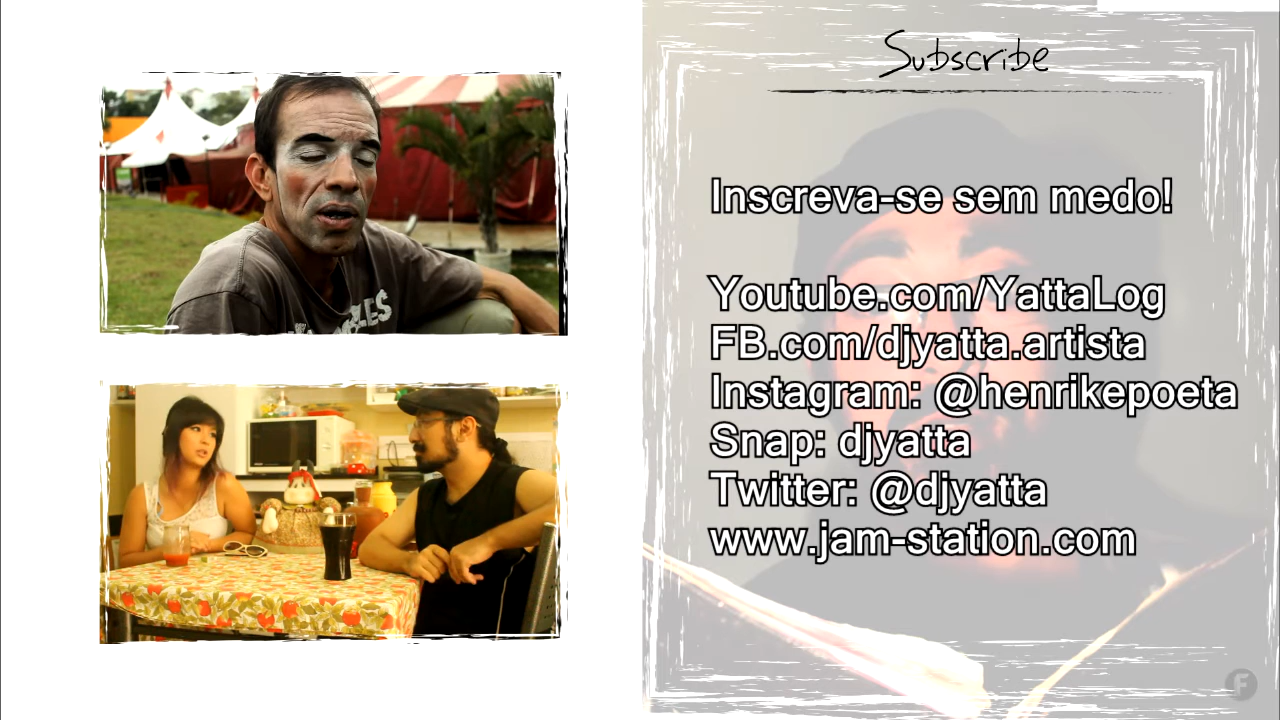 Subscribe
Inscreva-se sem medo!
Youtube.com/YattaLog
FB.com/djyatta.artista
Instagram: @henrikepoeta
Snap: djyatta
Twitter: @djyatta
www.jam-station.com
F